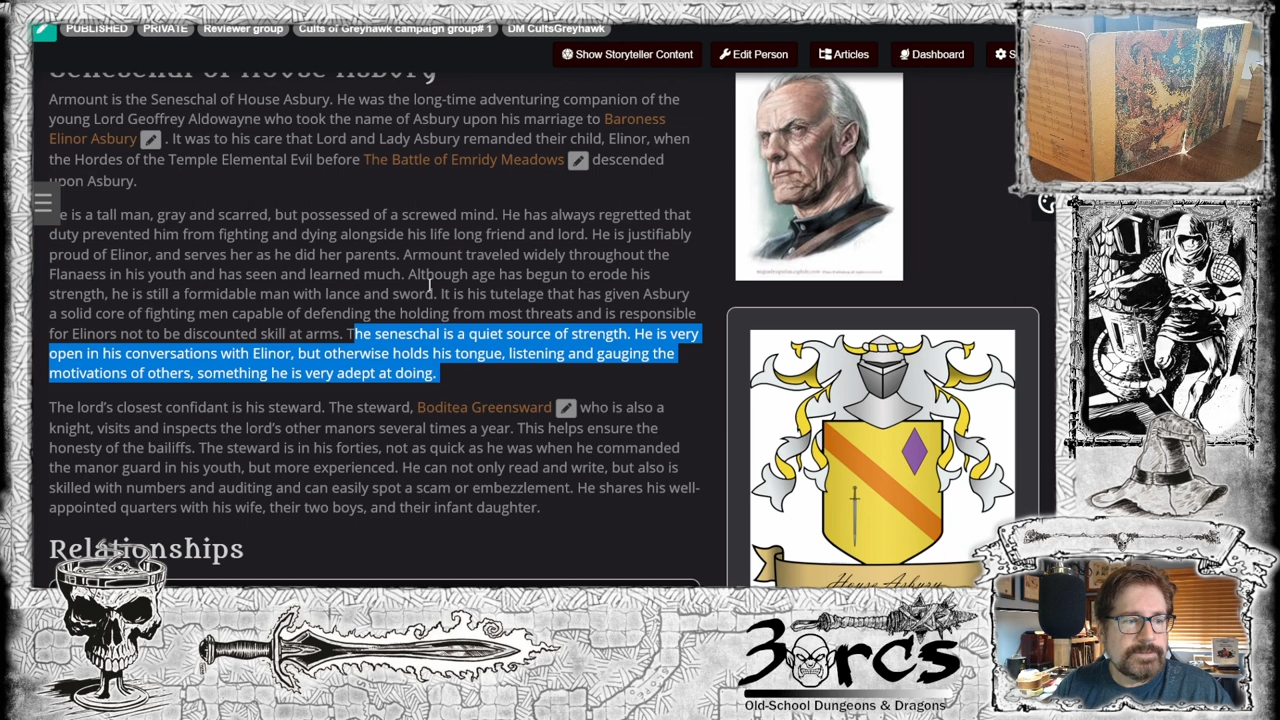 PUBLISHED PRIVATE Reviewer group Cults of Greyhawk campaign group# 1 DM CultsGreyhawk
Show Storyteller Content Edit Person Articles Dashboard S
Seneschal of House Asbury
Armount is the Seneschal of House Asbury. He was the long-time adventuring companion of the
young Lord Geoffrey Aldowayne who took the name of Asbury upon his marriage to Baroness
Elinor Asbury . It was to his care that Lord and Lady Asbury remanded their child, Elinor, when
the Hordes of the Temple Elemental Evil before The Battle of Emridy Meadows descended
upon Asbury.
He is a tall man, gray and scarred, but possessed of a screwed mind. He has always regretted that
duty prevented him from fighting and dying alongside his life long friend and lord. He is justifiably
proud of Elinor, and serves her as he did her parents. Armount traveled widely throughout the
Flanaess in his youth and has seen and learned much. Although age has begun to erode his
strength, he is still a formidable man with lance and sword. It is his tutelage that has given Asbury
a solid core of fighting men capable of defending the holding from most threats and is responsible
for Elinors not to be discounted skill at arms. The seneschal is a quiet source of strength. He is very
open in his conversations with Elinor, but otherwise holds his tongue, listening and gauging the
motivations of others, something he is very adept at doing.
The lord's closest confidant is his steward. The steward, Boditea Greensward who is also a
knight, visits and inspects the lord's other manors several times a year. This helps ensure the
honesty of the bailiffs. The steward is in his forties, not as quick as he was when he commanded
the manor guard in his youth, but more experienced. He can not only read and write, but also is
skilled with numbers and auditing and can easily spot a scam or embezzlement. He shares his well-
appointed quarters with his wife, their two boys, and their infant daughter.
Relationships
House Asbury
3 orcs
Old-School Dungeons & Dragons